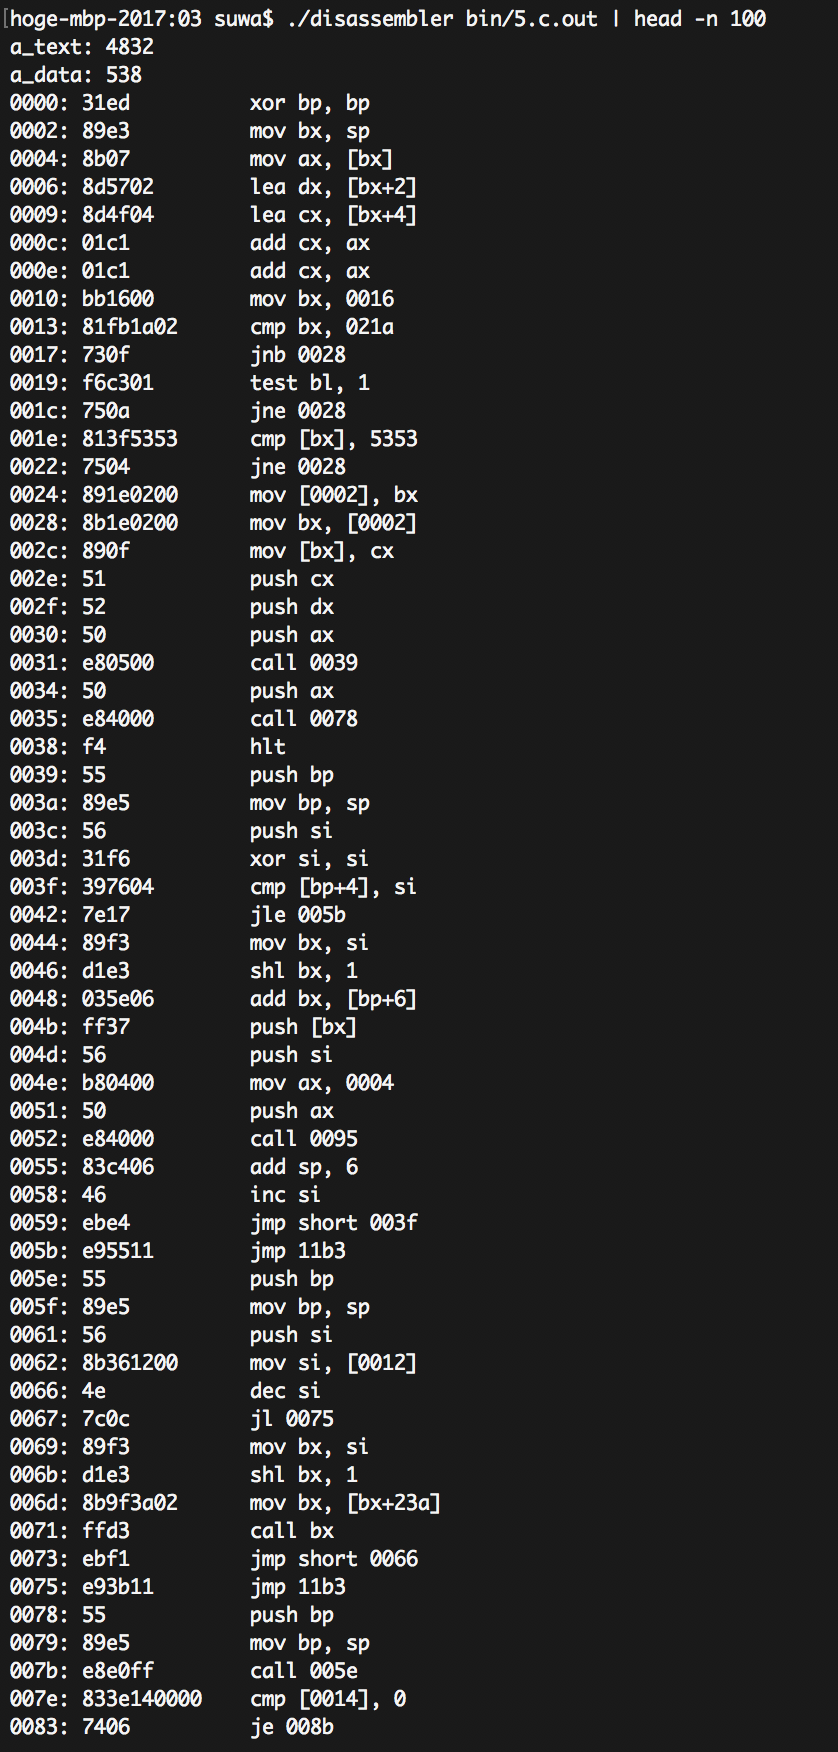 [hoge-mbp-2017:03 suwa$ ./disassembler bin/5.c.out | head -n 100
a_text: 4832
a_data: 538
0000: 31ed          xor bp, bp
0002: 89e3          mov bx, sp
0004: 8b07          mov ax, [bx]
0006: 8d5702        lea dx, [bx+2]
0009: 8d4f04        lea cx, [bx+4]
000c: 01c1          add cx, ax
000e: 01c1          add cx, ax
0010: bb1600        mov bx, 0016
0013: 81fb1a02      cmp bx, 021a
0017: 730f          jnb 0028
0019: f6c301        test bl, 1
001c: 750a          jne 0028
001e: 813f5353      cmp [bx], 5353
0022: 7504          jne 0028
0024: 891e0200      mov [0002], bx
0028: 8b1e0200      mov bx, [0002]
002c: 890f          mov [bx], cx
002e: 51            push cx
002f: 52            push dx
0030: 50            push ax
0031: e80500        call 0039
0034: 50            push ax
0035: e84000        call 0078
0038: f4            hlt
0039: 55            push bp
003a: 89e5          mov bp, sp
003c: 56            push si
003d: 31f6          xor si, si
003f: 397604        cmp [bp+4], si
0042: 7e17          jle 005b
0044: 89f3          mov bx, si
0046: d1e3          shl bx, 1
0048: 035e06        add bx, [bp+6]
004b: ff37          push [bx]
004d: 56            push si
004e: b80400        mov ax, 0004
0051: 50            push ax
0052: e84000        call 0095
0055: 83c406        add sp, 6
0058: 46            inc si
0059: ebe4          jmp short 003f
005b: e95511        jmp 11b3
005e: 55            push bp
005f: 89e5          mov bp, sp
0061: 56            push si
0062: 8b361200      mov si, [0012]
0066: 4e            dec si
0067: 7c0c          jl 0075
0069: 89f3          mov bx, si
006b: d1e3          shl bx, 1
006d: 8b9f3a02      mov bx, [bx+23a]
0071: ffd3          call bx
0073: ebf1          jmp short 0066
0075: e93b11        jmp 11b3
0078: 55            push bp
0079: 89e5          mov bp, sp
007b: e8e0ff        call 005e
007e: 833e140000    cmp [0014], 0
0083: 7406          je 008b